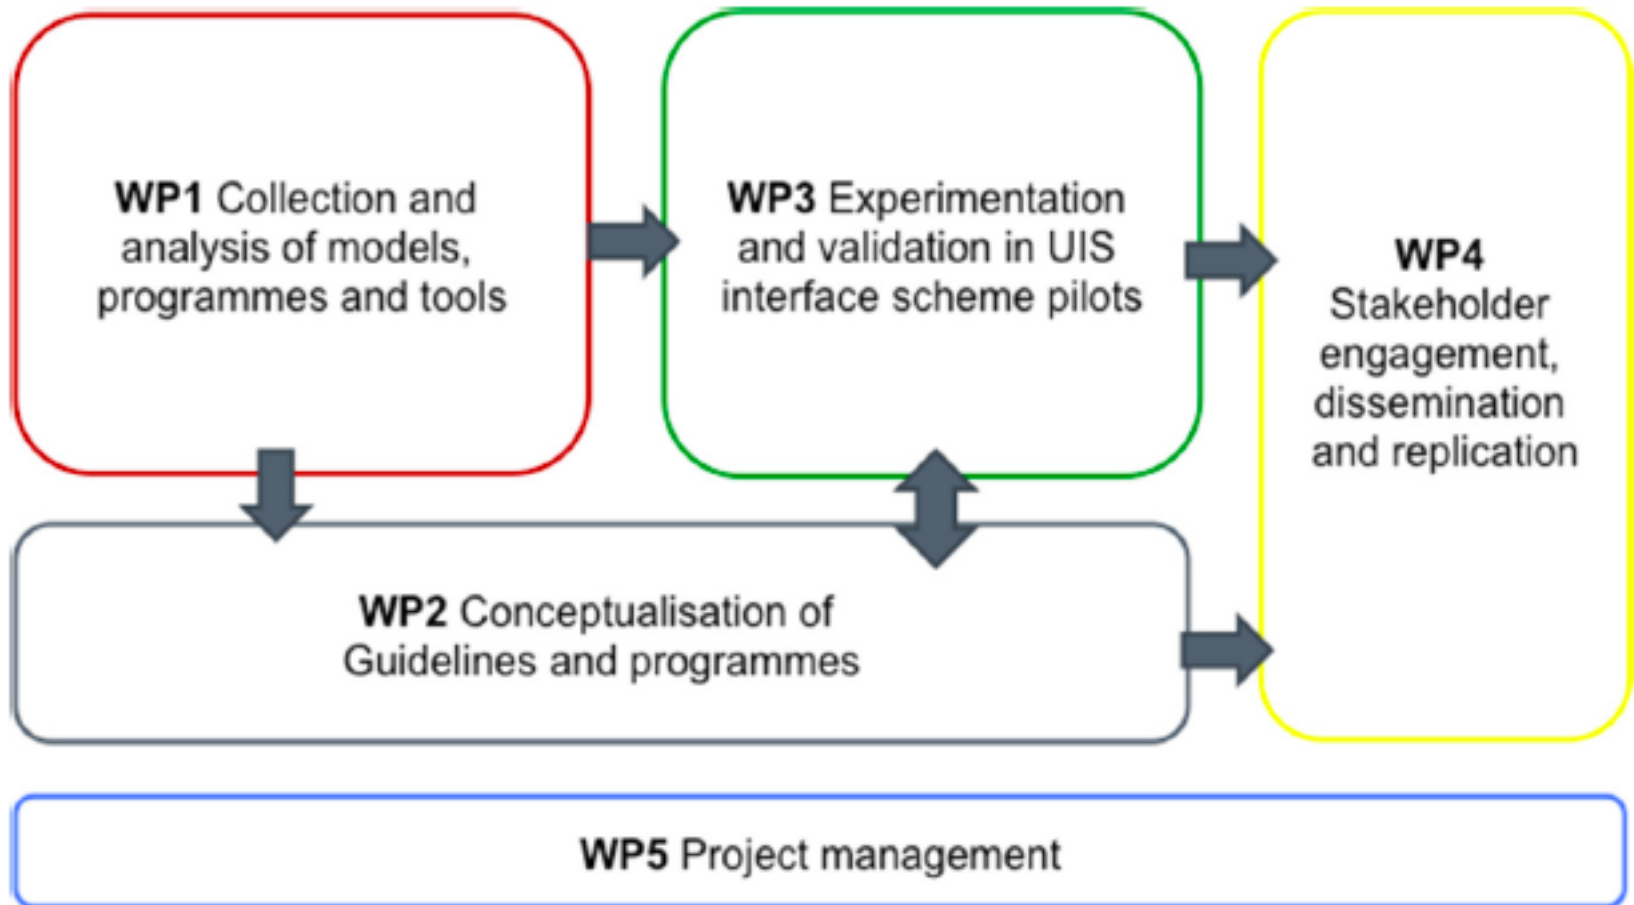 WP1 Collection and
analysis of models,
programmes and tools
WP3 Experimentation
and validation in UIS
interface scheme pilots
WP4
Stakeholder
engagement,
dissemination
and replication
WP2 Conceptualisation of
Guidelines and programmes
WP5 Project management